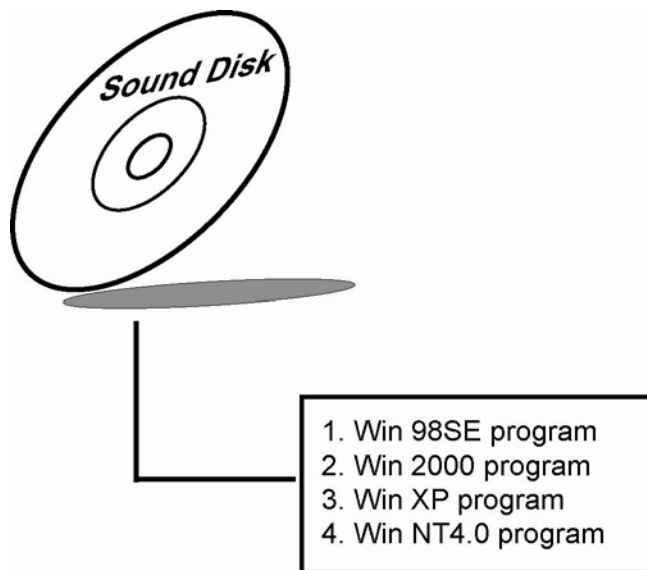 Sound Disk
1. Win 98SE program
2. Win 2000 program
3. Win XP program
4. Win NT4.0 program